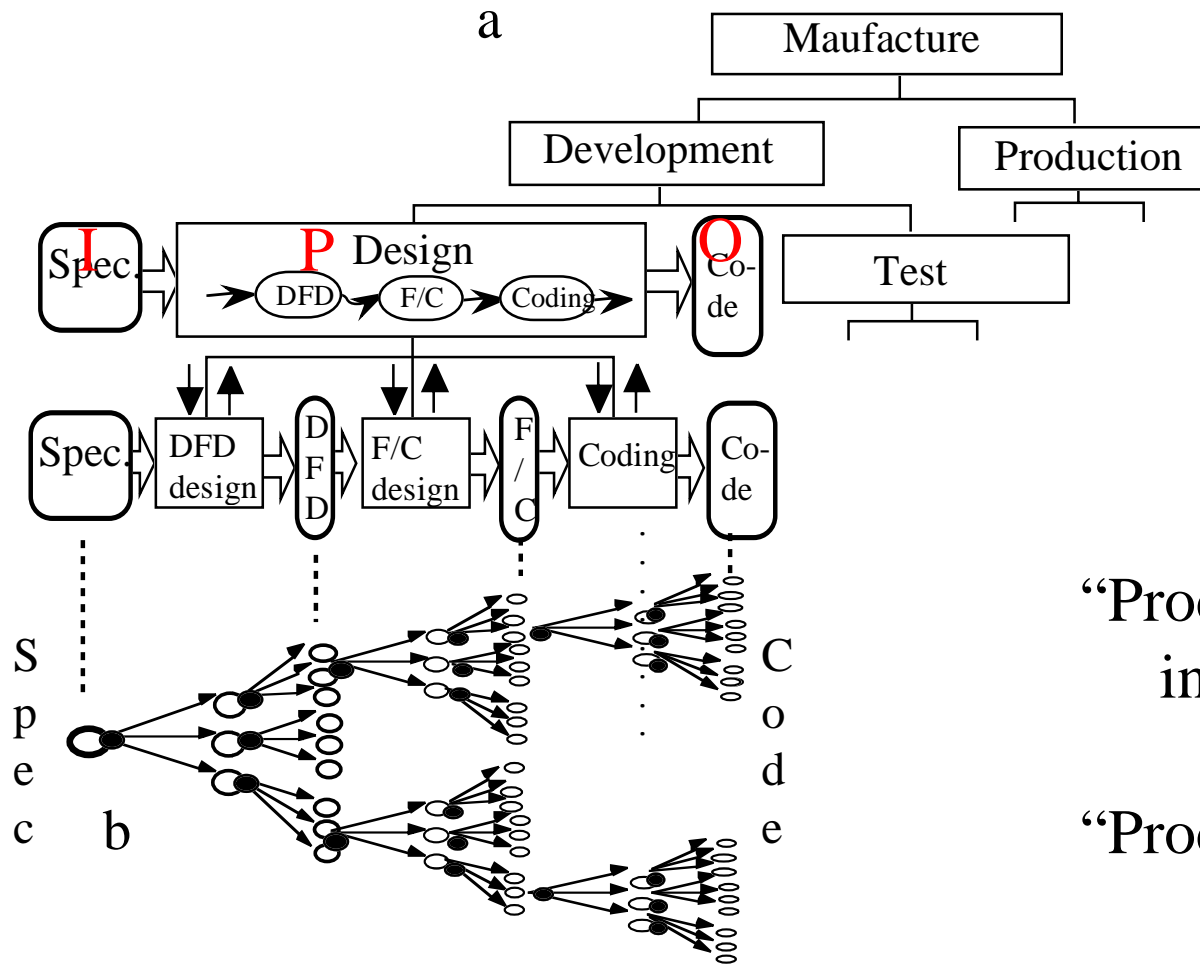 a
Maufacture
Development
Production
I
Spec.
P
Design
DFD
F/C
Coding
O
Co-
de
Test
Spec.
DFD
design
D
F
D
F/C
design
F
/
C
Coding
Co-
de
“Proc
in
S
p
e
c
C
o
d
e
b
“Proc